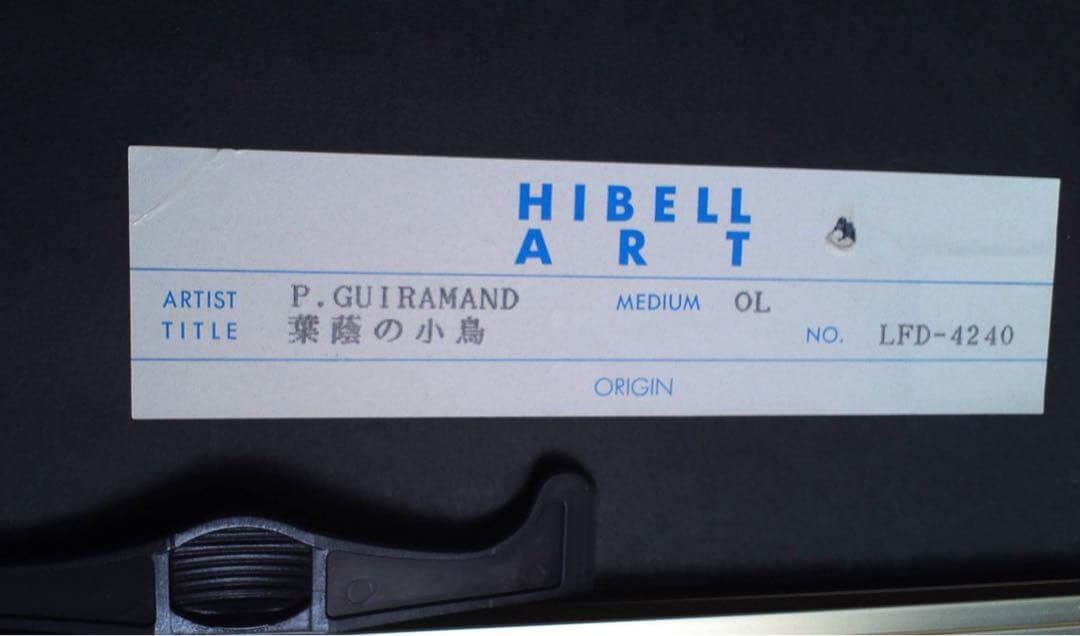 HIBELL
ART
ARTIST P.GUIRAMAND MEDIUM OL
TITLE 葉蔭の小鳥 NO. LFD-4240
ORIGIN